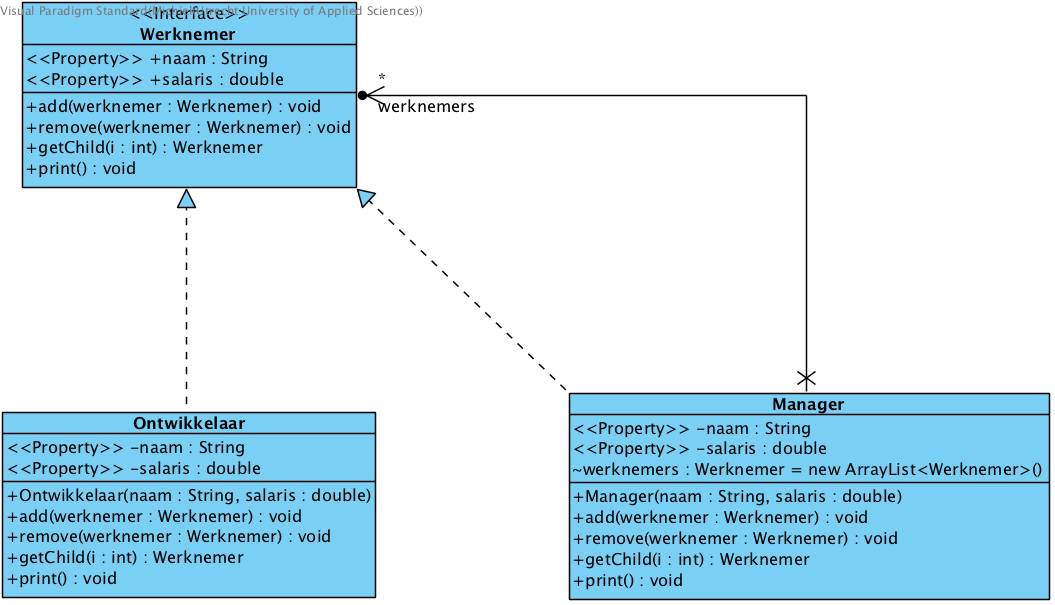 Visual Paradigm Standard(Michiel(Utrecht University of Applied Sciences))
<<Interface>>
Werknemer
<<Property>> +naam : String
<<Property>> +salaris : double
+add(werknemer : Werknemer) : void
+remove(werknemer : Werknemer) : void
+getChild(i : int) : Werknemer
+print() : void
*
werknemers
Ontwikkelaar
<<Property>> -naam : String
<<Property>> -salaris : double
+Ontwikkelaar(naam : String, salaris : double)
+add(werknemer : Werknemer) : void
+remove(werknemer : Werknemer) : void
+getChild(i : int) : Werknemer
+print() : void
Manager
<<Property>> -naam : String
<<Property>> -salaris : double
~werknemers : Werknemer = new ArrayList<Werknemer>()
+Manager(naam : String, salaris : double)
+add(werknemer : Werknemer) : void
+remove(werknemer : Werknemer) : void
+getChild(i : int) : Werknemer
+print() : void